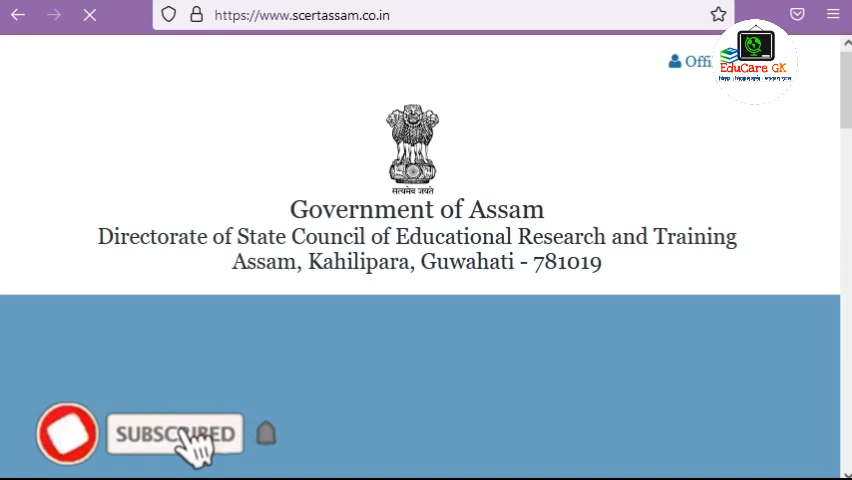 https://www.scertassam.co.in
Offi
EduCare GK
सत्यमेव जयते
Government of Assam
Directorate of State Council of Educational Research and Training
Assam, Kahilipara, Guwahati - 781019
SUBSCRIBED